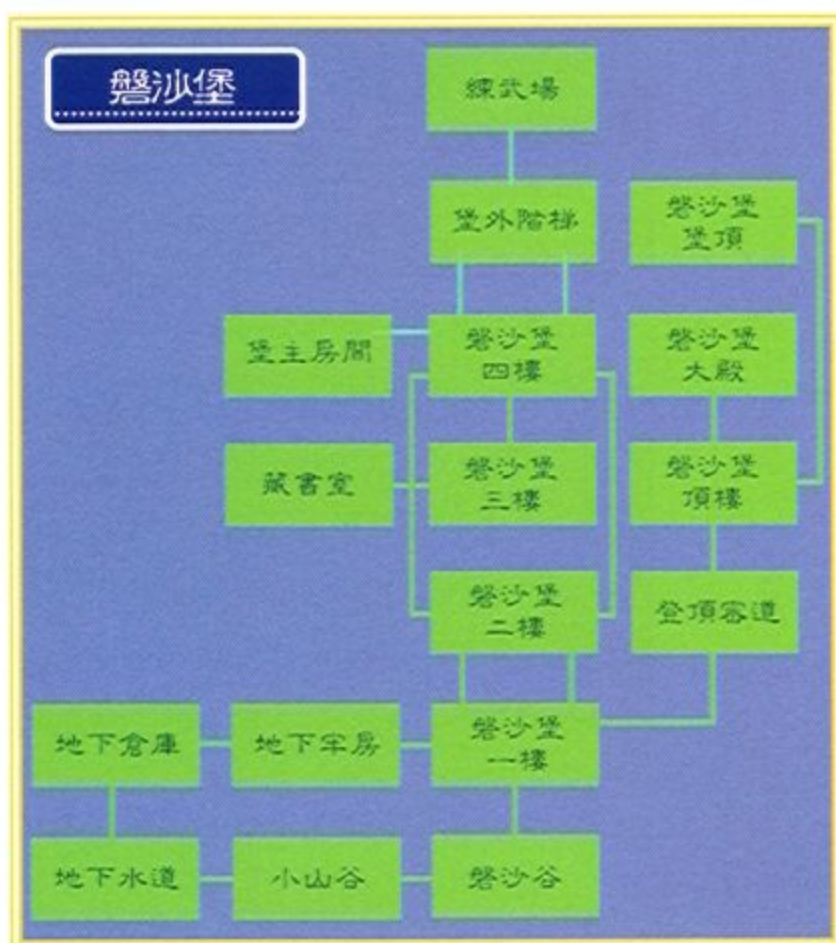 磐沙堡
練武場
堡外階梯
磐沙堡
堡頂
堡主房間
磐沙堡
四樓
磐沙堡
大殿
藏書室
磐沙堡
三樓
磐沙堡
頂樓
磐沙堡
二樓
登頂密道
地下倉庫
地下牢房
磐沙堡
一樓
地下水道
小山谷
磐沙谷